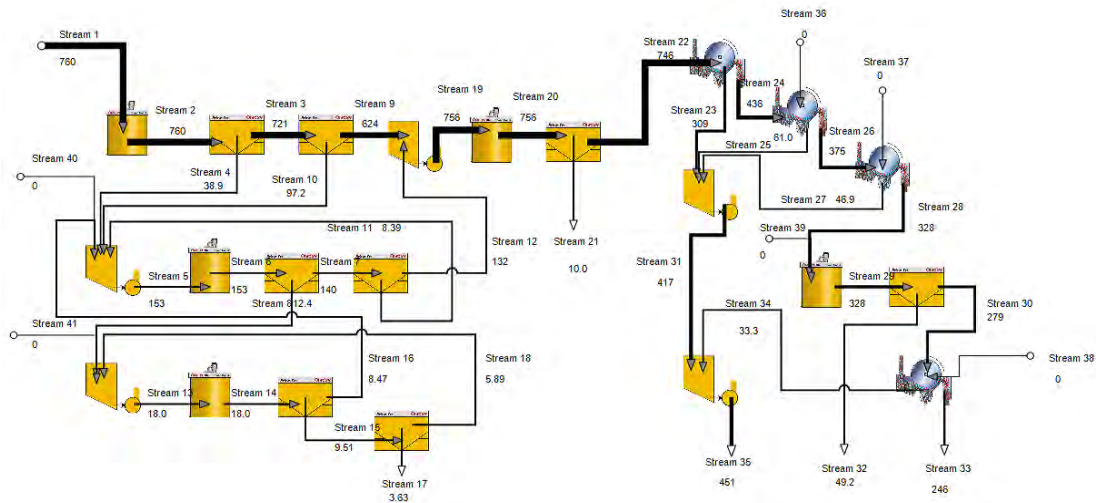 Stream 1
760
Stream 2
760
Stream 3
721
Stream 9
624
Stream 19
756
Stream 20
756
Stream 22
746
Stream 36
0
Stream 37
0
Stream 24
436
Stream 23
309
61.0
Stream 25
Stream 26
375
Stream 40
0
Stream 4
38.9
Stream 10
97.2
Stream 11
8.39
Stream 12
132
Stream 21
10.0
Stream 27
46.9
Stream 28
328
Stream 39
0
Stream 5
153
Stream 6
153
Stream 7
140
Stream 8
12.4
Stream 31
417
Stream 29
328
Stream 30
279
Stream 34
33.3
Stream 41
0
Stream 16
8.47
Stream 18
5.89
Stream 38
0
Stream 13
18.0
Stream 14
18.0
Stream 15
9.51
Stream 17
3.63
Stream 35
451
Stream 32
49.2
Stream 33
246